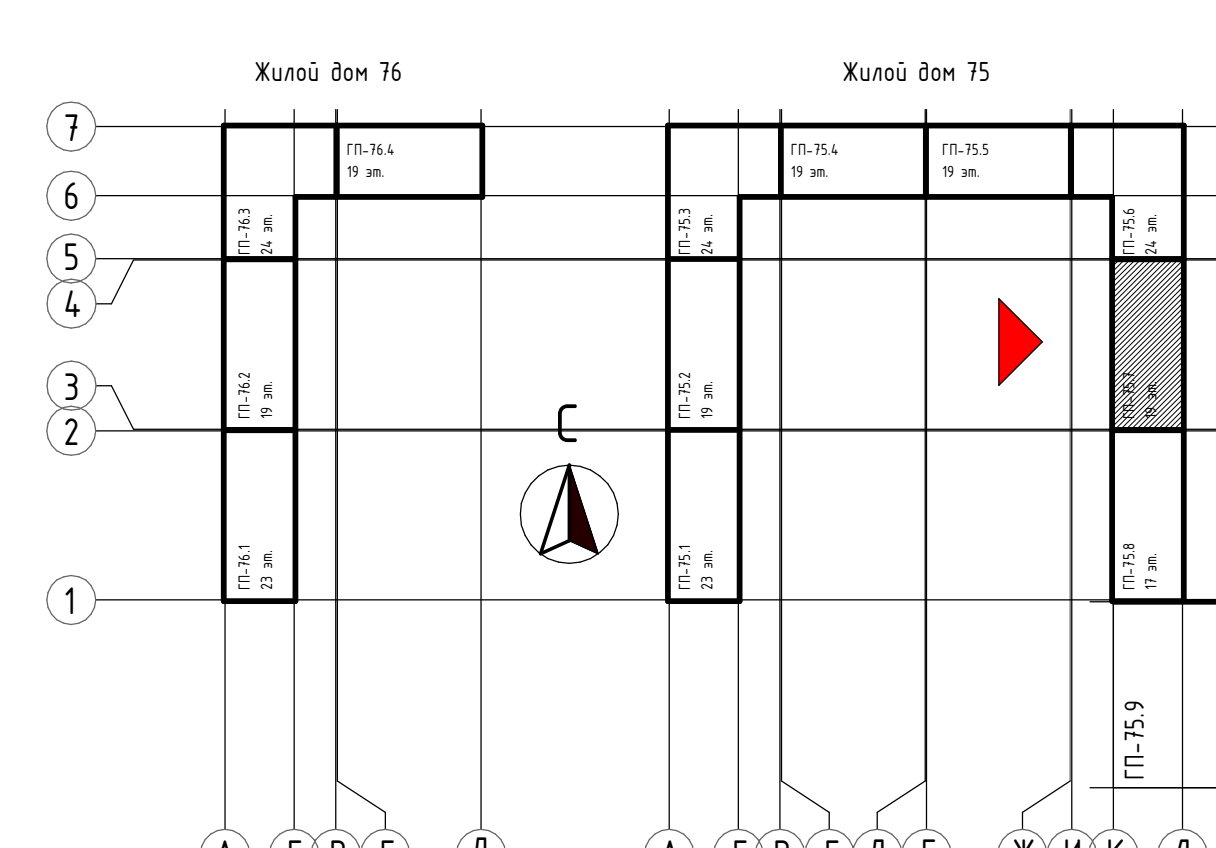 Жилой дом 76
Жилой дом 75
7
ГП-76.4
19 эт.
ГП-75.4
19 эт.
ГП-75.5
19 эт.
6
ГП-76.3
24 эт.
ГП-75.3
24 эт.
ГП-75.6
24 эт.
5
4
3
ГП-76.2
19 эт.
ГП-75.2
19 эт.
ГП-75.7
19 эт.
С
2
ГП-76.1
23 эт.
ГП-75.1
23 эт.
ГП-75.8
17 эт.
1
ГП-75.9